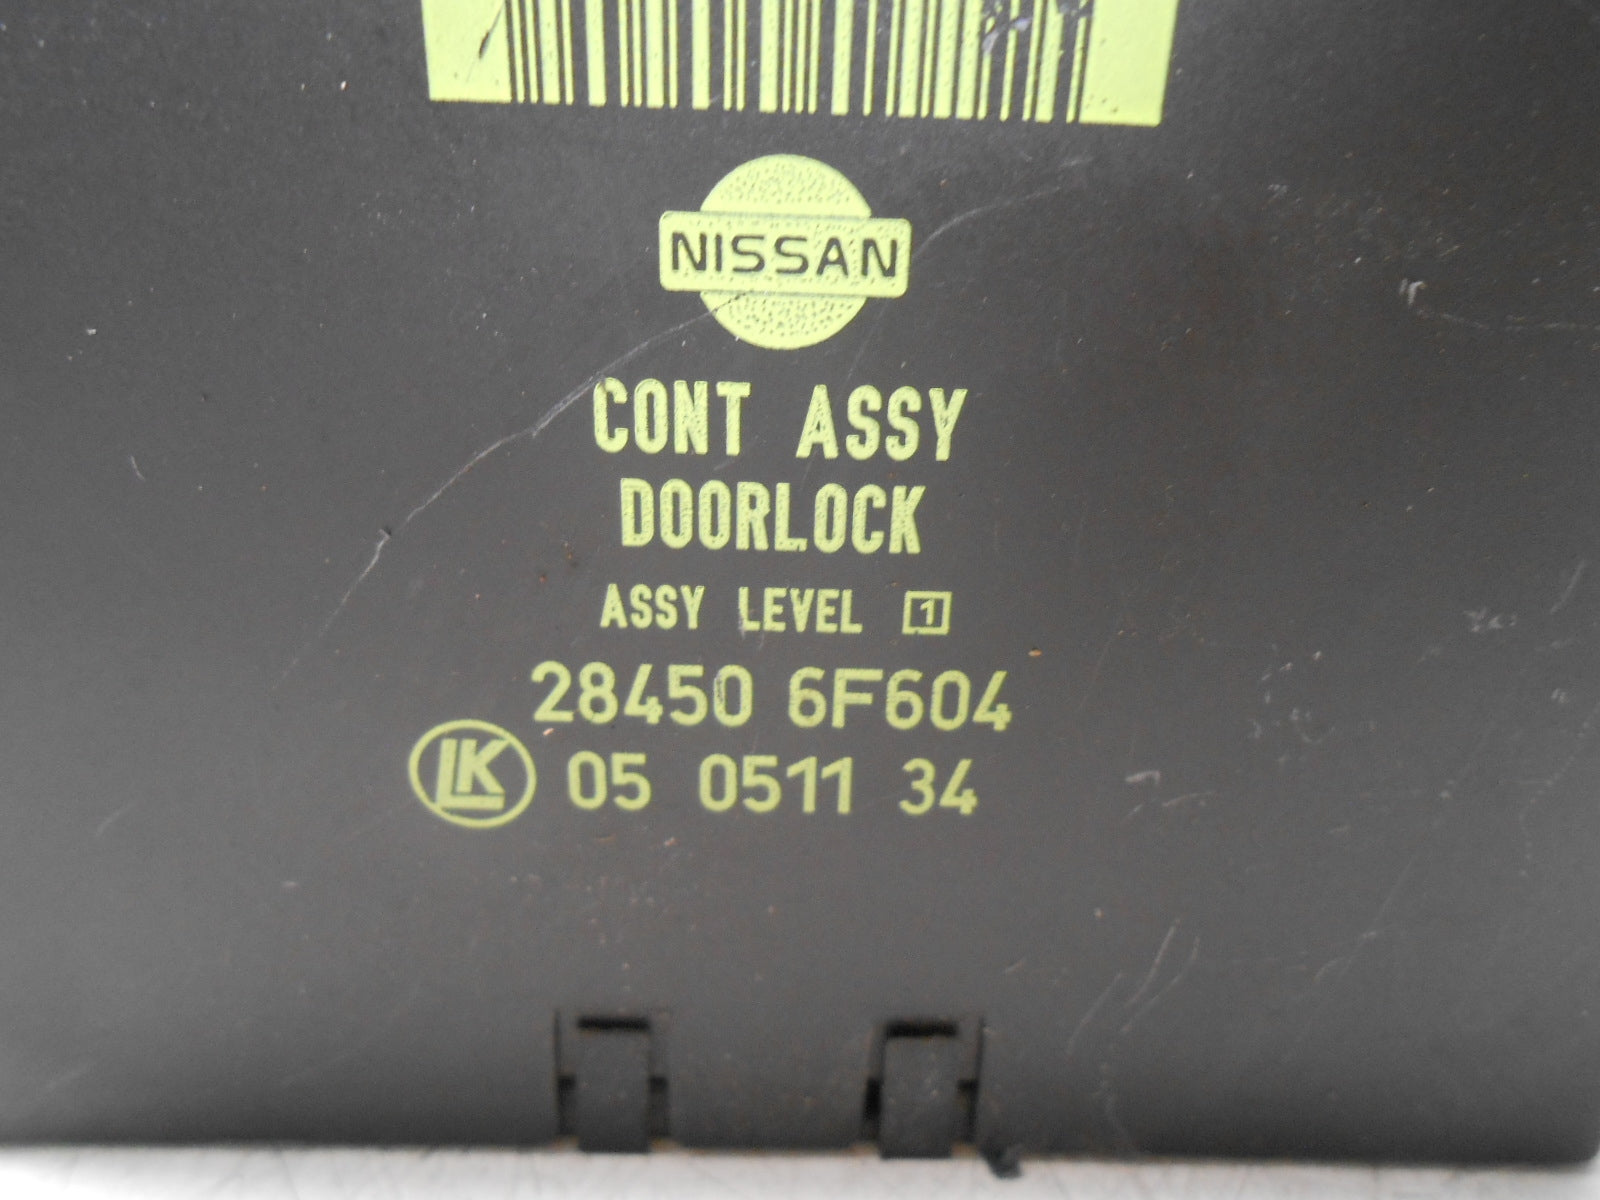 NISSAN
CONT ASSY
DOORLOCK
ASSY LEVEL 1
28450 6F604
LK 05 0511 34